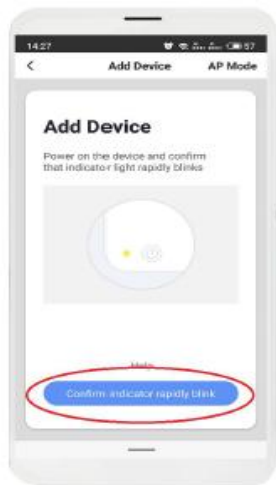 14:27 57
< Add Device AP Mode
Add Device
Power on the device and confirm
that indicator light rapidly blinks
Help
Confirm indicator rapidly blink